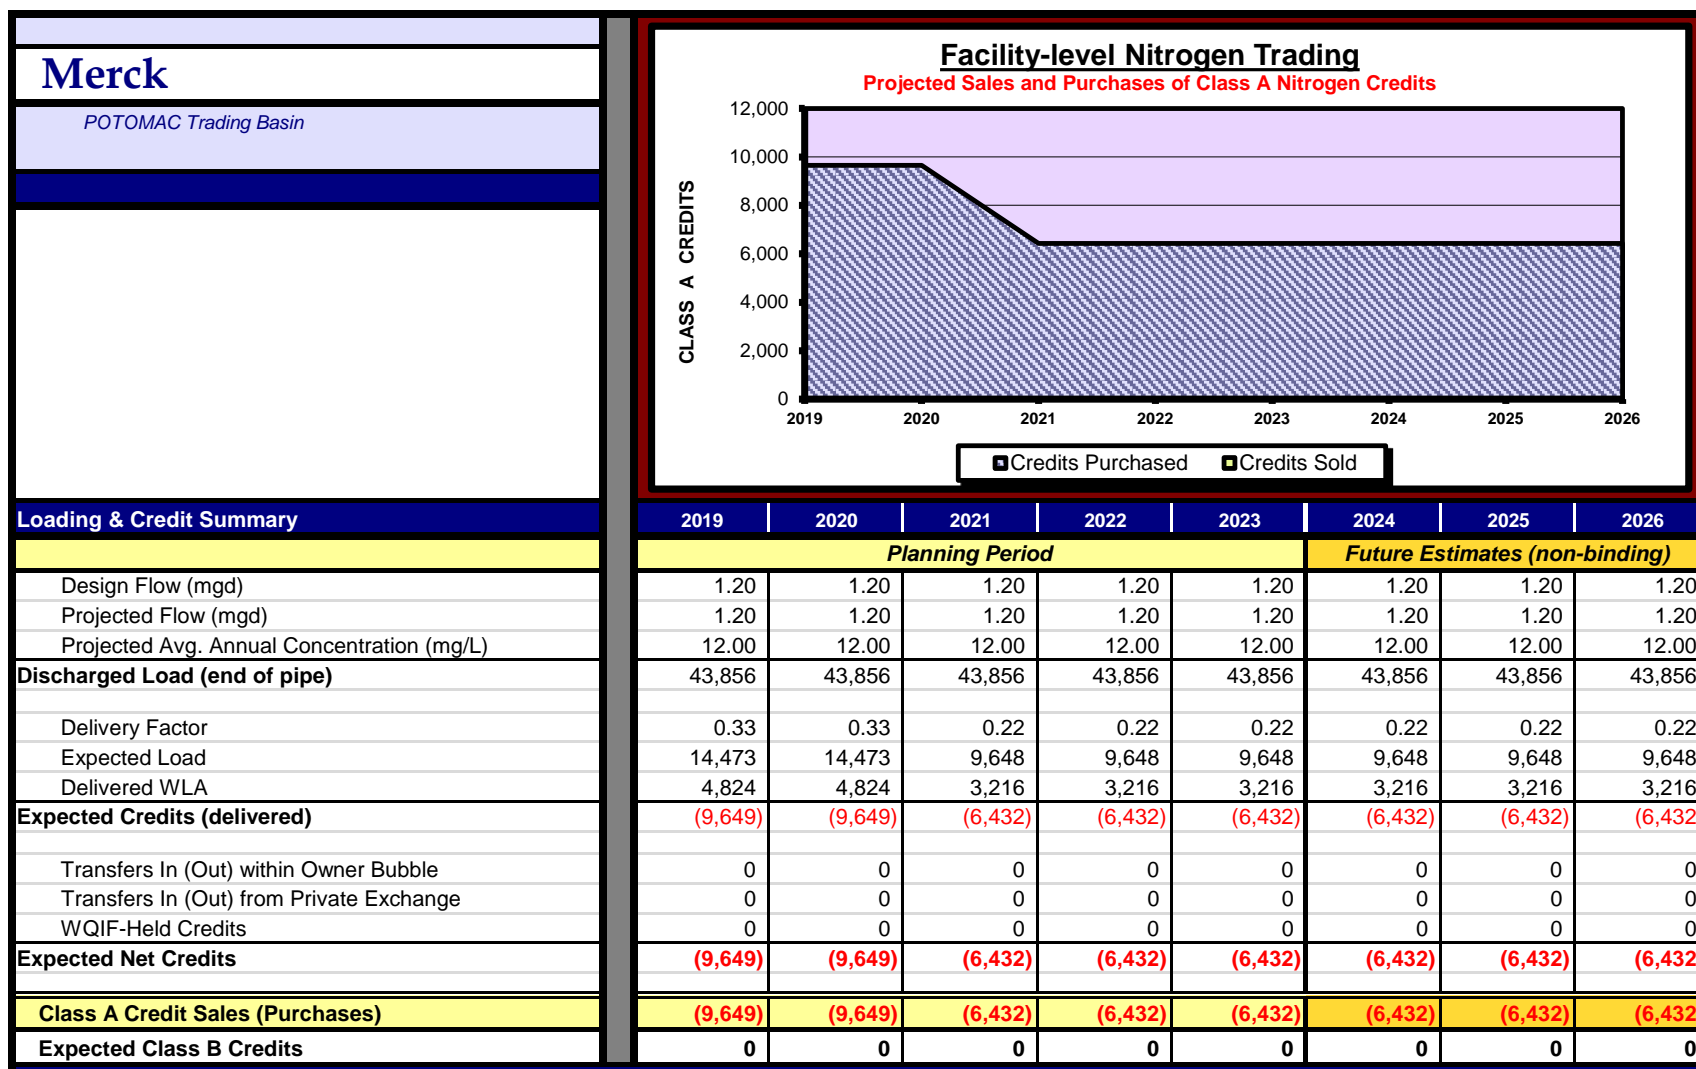 Merck
POTOMAC Trading Basin
Facility-level Nitrogen Trading
Projected Sales and Purchases of Class A Nitrogen Credits
CLASS A CREDITS
12,000
10,000
8,000
6,000
4,000
2,000
0
2019 2020 2021 2022 2023 2024 2025 2026
Credits Purchased Credits Sold
Loading & Credit Summary 2019 2020 2021 2022 2023 2024 2025 2026
Planning Period Future Estimates (non-binding)
Design Flow (mgd) 1.20 1.20 1.20 1.20 1.20 1.20 1.20 1.20
Projected Flow (mgd) 1.20 1.20 1.20 1.20 1.20 1.20 1.20 1.20
Projected Avg. Annual Concentration (mg/L) 12.00 12.00 12.00 12.00 12.00 12.00 12.00 12.00
Discharged Load (end of pipe) 43,856 43,856 43,856 43,856 43,856 43,856 43,856 43,856
Delivery Factor 0.33 0.33 0.22 0.22 0.22 0.22 0.22 0.22
Expected Load 14,473 14,473 9,648 9,648 9,648 9,648 9,648 9,648
Delivered WLA 4,824 4,824 3,216 3,216 3,216 3,216 3,216 3,216
Expected Credits (delivered) (9,649) (9,649) (6,432) (6,432) (6,432) (6,432) (6,432) (6,432
Transfers In (Out) within Owner Bubble 0 0 0 0 0 0 0 0
Transfers In (Out) from Private Exchange 0 0 0 0 0 0 0 0
WQIF-Held Credits 0 0 0 0 0 0 0 0
Expected Net Credits (9,649) (9,649) (6,432) (6,432) (6,432) (6,432) (6,432) (6,432
Class A Credit Sales (Purchases) (9,649) (9,649) (6,432) (6,432) (6,432) (6,432) (6,432) (6,432
Expected Class B Credits 0 0 0 0 0 0 0 0